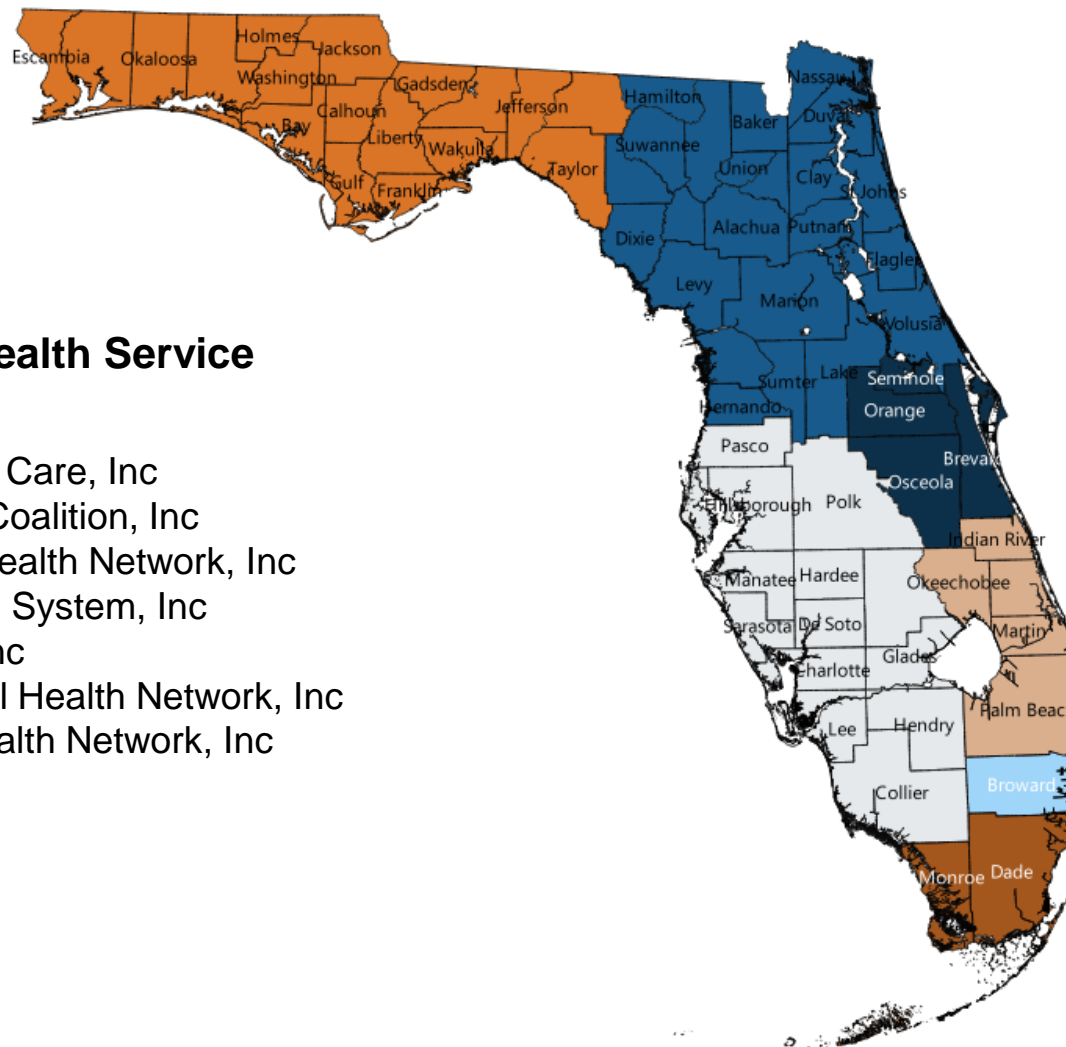 Holmes
Jackson
Escambia
Okaloosa
Washington
Gadsden
Calhoun
Jefferson
Bay
Liberty
Wakulla
Gulf
Franklin
Taylor
Nassau
Hamilton
Baker
Duval
Suwannee
Union
Clay
St Johns
Dixie
Alachua
Putnam
Flagler
Levy
Marion
Volusia
ealth Service
Sumter
Lake
Seminole
Hernando
Orange
Pasco
Brevard
Care, Inc
Osceola
Coalition, Inc
Hillsborough
Polk
ealth Network, Inc
Indian River
Manatee
Hardee
Okeechobee
System, Inc
Sarasota
De Soto
Martin
nc
Charlotte
Glades
l Health Network, Inc
Palm Beac
alth Network, Inc
Lee
Hendry
Collier
Broward
Monroe
Dade